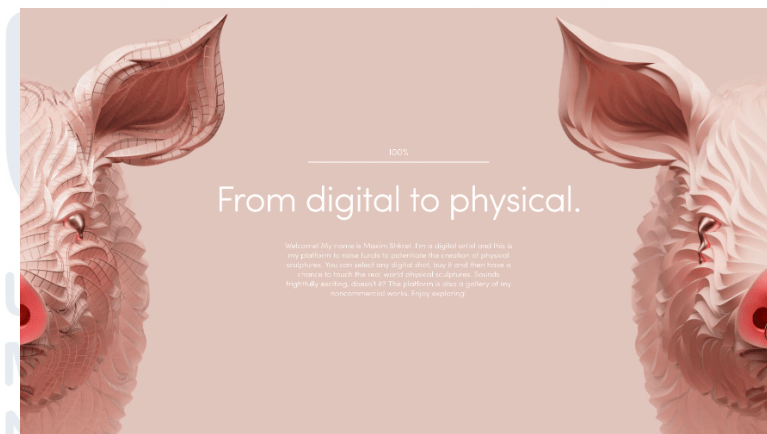 100%
From digital to physical.
Welcome! My name is Maxim Shkret. I'm a digital artist and this is
my platform to raise funds to potentiate the creation of physical
sculptures. You can select any digital shot, buy it and then have a
chance to touch the real world physical sculptures. Sounds
frightfully exciting, doesn't it? The platform is also a gallery of my
noncommercial works. Enjoy exploring!